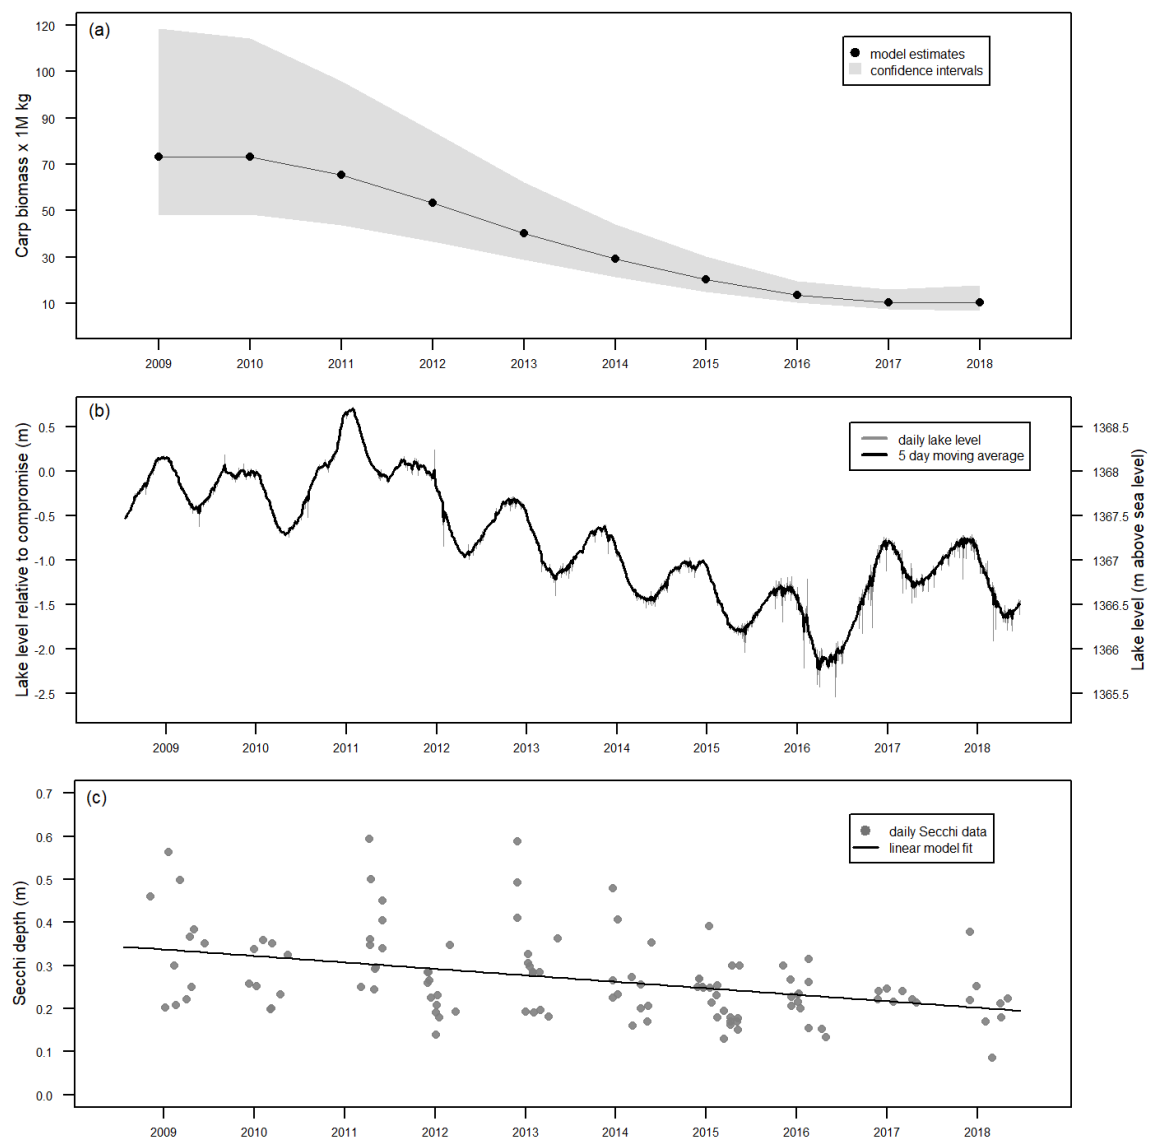 (a)
Carp biomass x 1M kg
120
100
90
70
50
30
10
model estimates
confidence intervals
2009 2010 2011 2012 2013 2014 2015 2016 2017 2018
(b)
Lake level relative to compromise (m)
0.5
0.0
-0.5
-1.0
-1.5
-2.0
-2.5
daily lake level
5 day moving average
1368.5
1368
1367.5
1367
1366.5
1366
1365.5
Lake level (m above sea level)
2009 2010 2011 2012 2013 2014 2015 2016 2017 2018
(c)
Secchi depth (m)
0.7
0.6
0.5
0.4
0.3
0.2
0.1
0.0
daily Secchi data
linear model fit
2009 2010 2011 2012 2013 2014 2015 2016 2017 2018